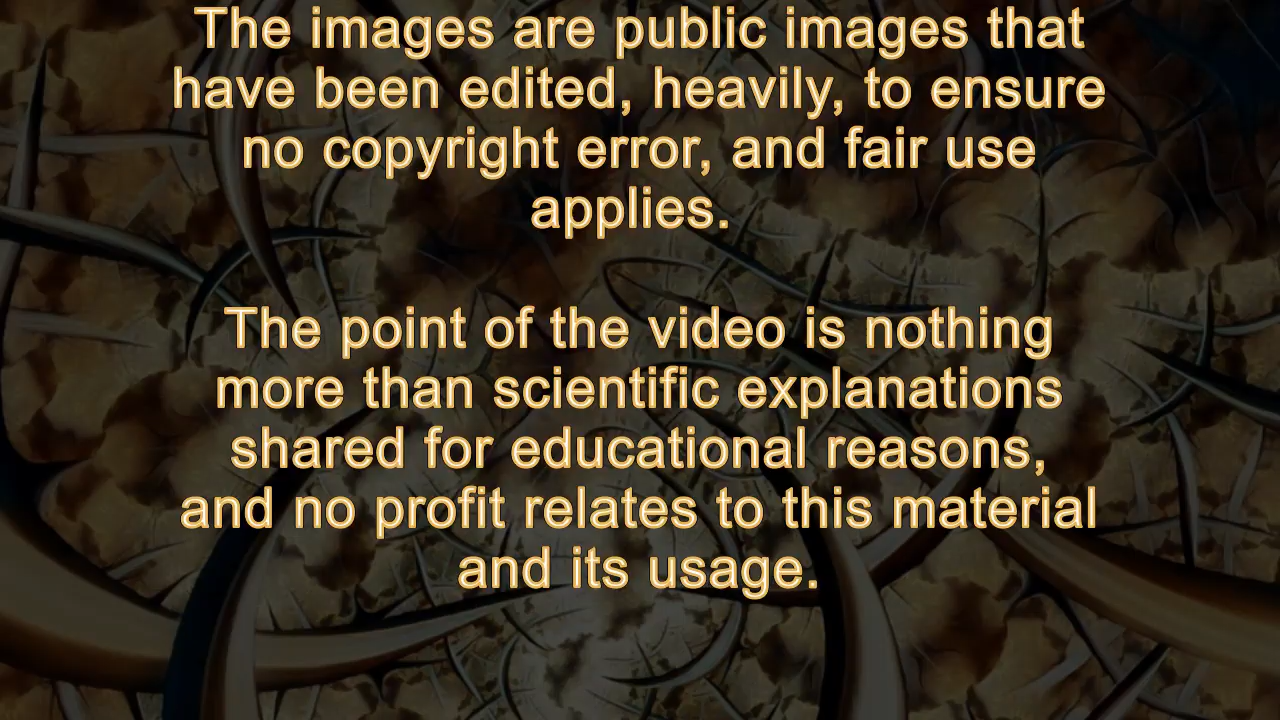 The images are public images that
have been edited, heavily, to ensure
no copyright error, and fair use
applies.
The point of the video is nothing
more than scientific explanations
shared for educational reasons,
and no profit relates to this material
and its usage.